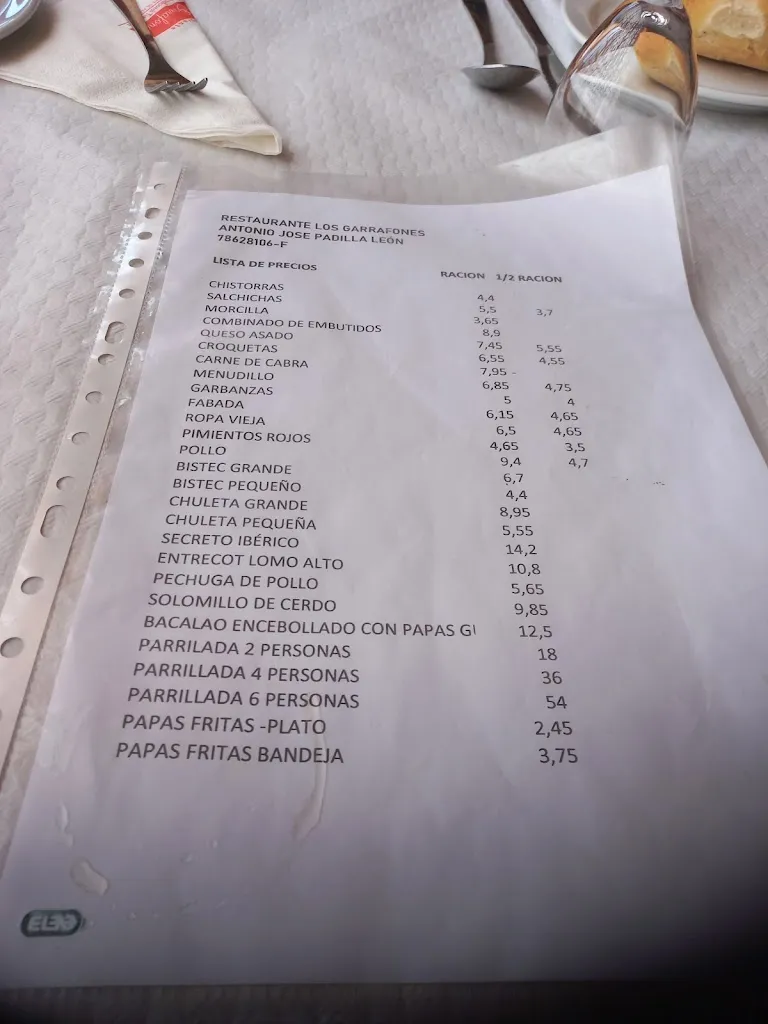 RESTAURANTE LOS GARRAFONES
ANTONIO JOSE PADILLA LEÓN
78628106-F
LISTA DE PRECIOS RACION 1/2 RACION
CHISTORRAS 4,4
SALCHICHAS 5,5 3,7
MORCILLA 3,65
COMBINADO DE EMBUTIDOS 8,9
QUESO ASADO 7,45 5,55
CROQUETAS 6,55 4,55
CARNE DE CABRA 7,95 -
MENUDILLO 6,85 4,75
GARBANZAS 5 4
FABADA 6,15 4,65
ROPA VIEJA 6,5 4,65
PIMIENTOS ROJOS 4,65 3,5
POLLO 9,4 4,7
BISTEC GRANDE 6,7
BISTEC PEQUEÑO 4,4
CHULETA GRANDE 8,95
CHULETA PEQUEÑA 5,55
SECRETO IBÉRICO 14,2
ENTRECOT LOMO ALTO 10,8
PECHUGA DE POLLO 5,65
SOLOMILLO DE CERDO 9,85
BACALAO ENCEBOLLADO CON PAPAS 12,5
PARRILADA 2 PERSONAS 18
PARRILLADA 4 PERSONAS 36
PARRILLADA 6 PERSONAS 54
PAPAS FRITAS -PLATO 2,45
PAPAS FRITAS BANDEJA 3,75